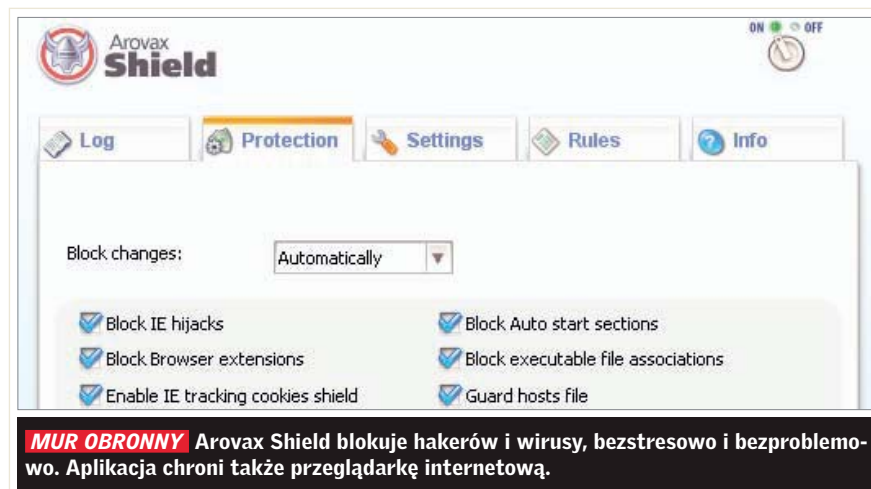 ON OFF
Arovax
Shield
Log Protection Settings Rules Info
Block changes: Automatically
Block IE hijacks Block Auto start sections
Block Browser extensions Block executable file associations
Enable IE tracking cookies shield Guard hosts file
MUR OBRONNY Arovax Shield blokuje hakerów i wirusy, bezstresowo i bezproblemo-
wo. Aplikacja chroni także przeglądarkę internetową.